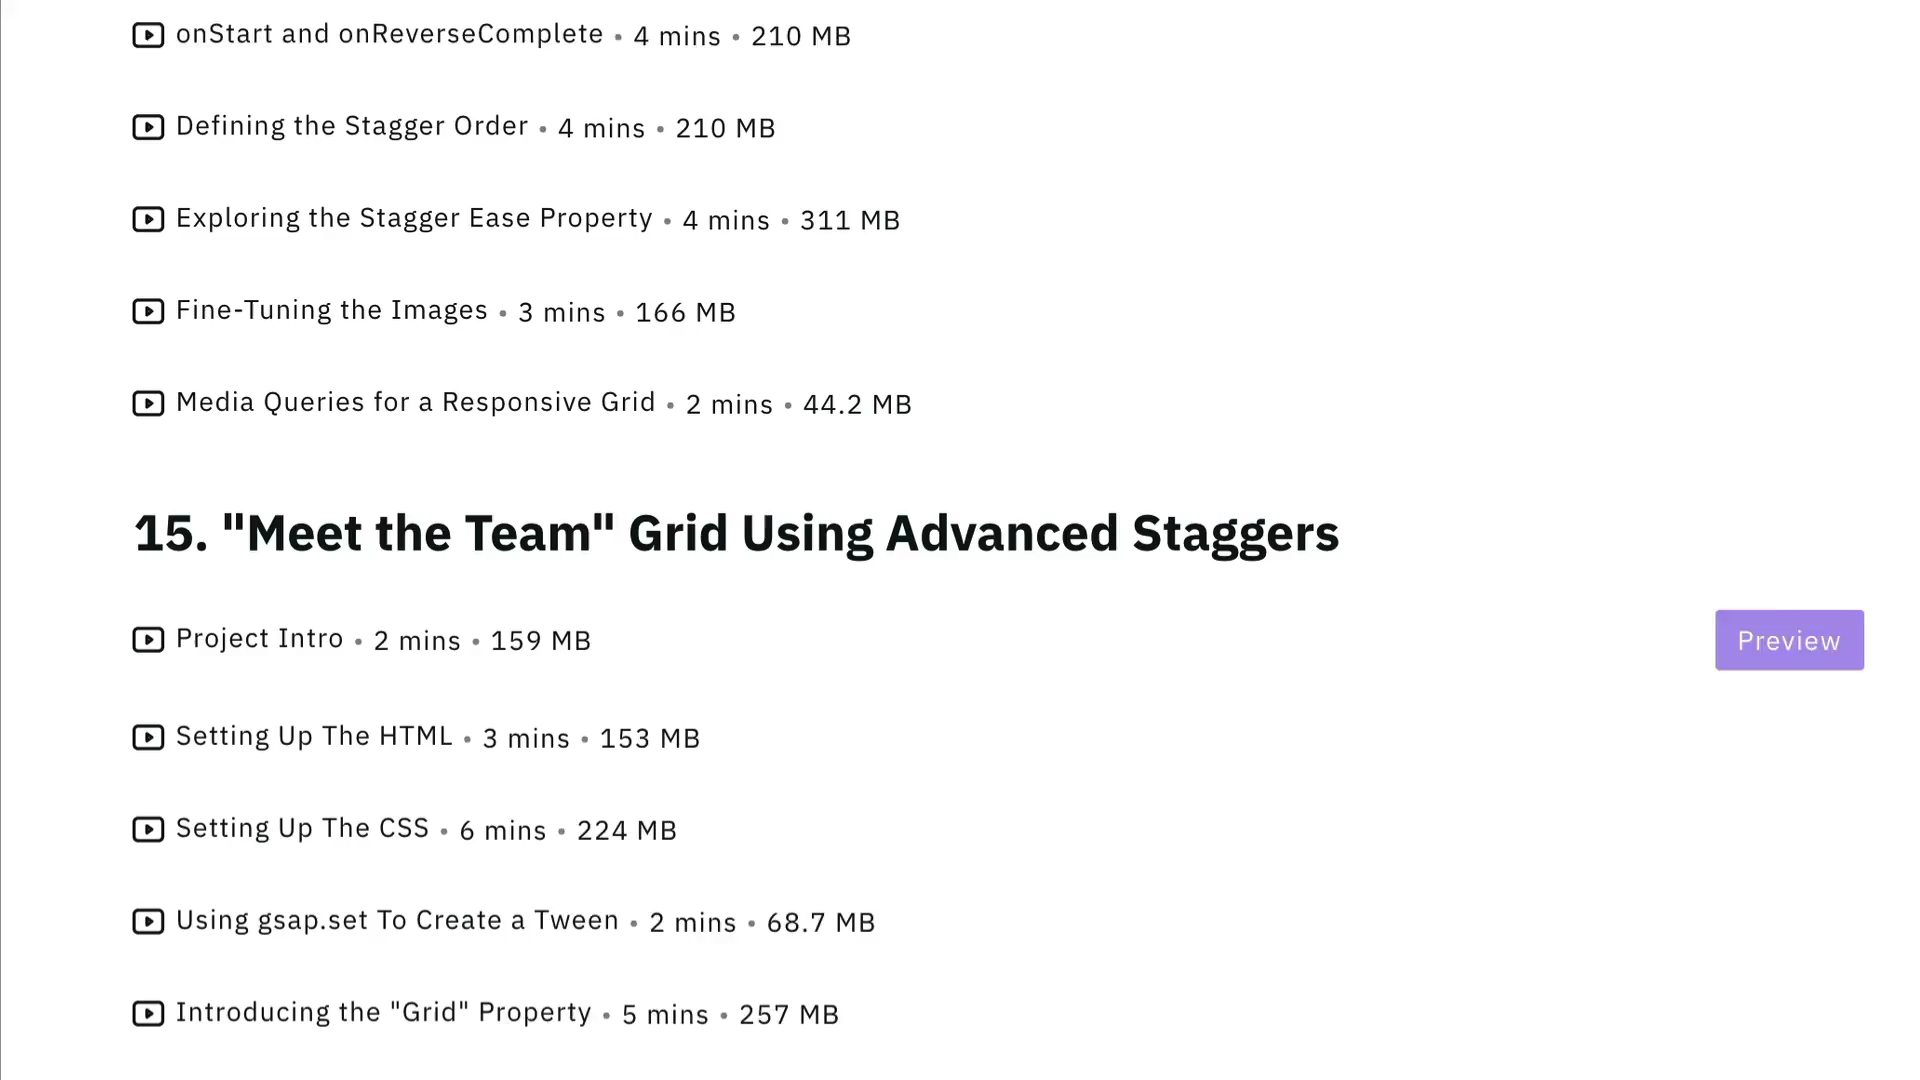 onStart and onReverseComplete • 4 mins • 210 MB
Defining the Stagger Order • 4 mins • 210 MB
Exploring the Stagger Ease Property • 4 mins • 311 MB
Fine-Tuning the Images • 3 mins • 166 MB
Media Queries for a Responsive Grid • 2 mins • 44.2 MB
15. "Meet the Team" Grid Using Advanced Staggers
Project Intro • 2 mins • 159 MB
Preview
Setting Up The HTML • 3 mins • 153 MB
Setting Up The CSS • 6 mins • 224 MB
Using gsap.set To Create a Tween • 2 mins • 68.7 MB
Introducing the "Grid" Property • 5 mins • 257 MB